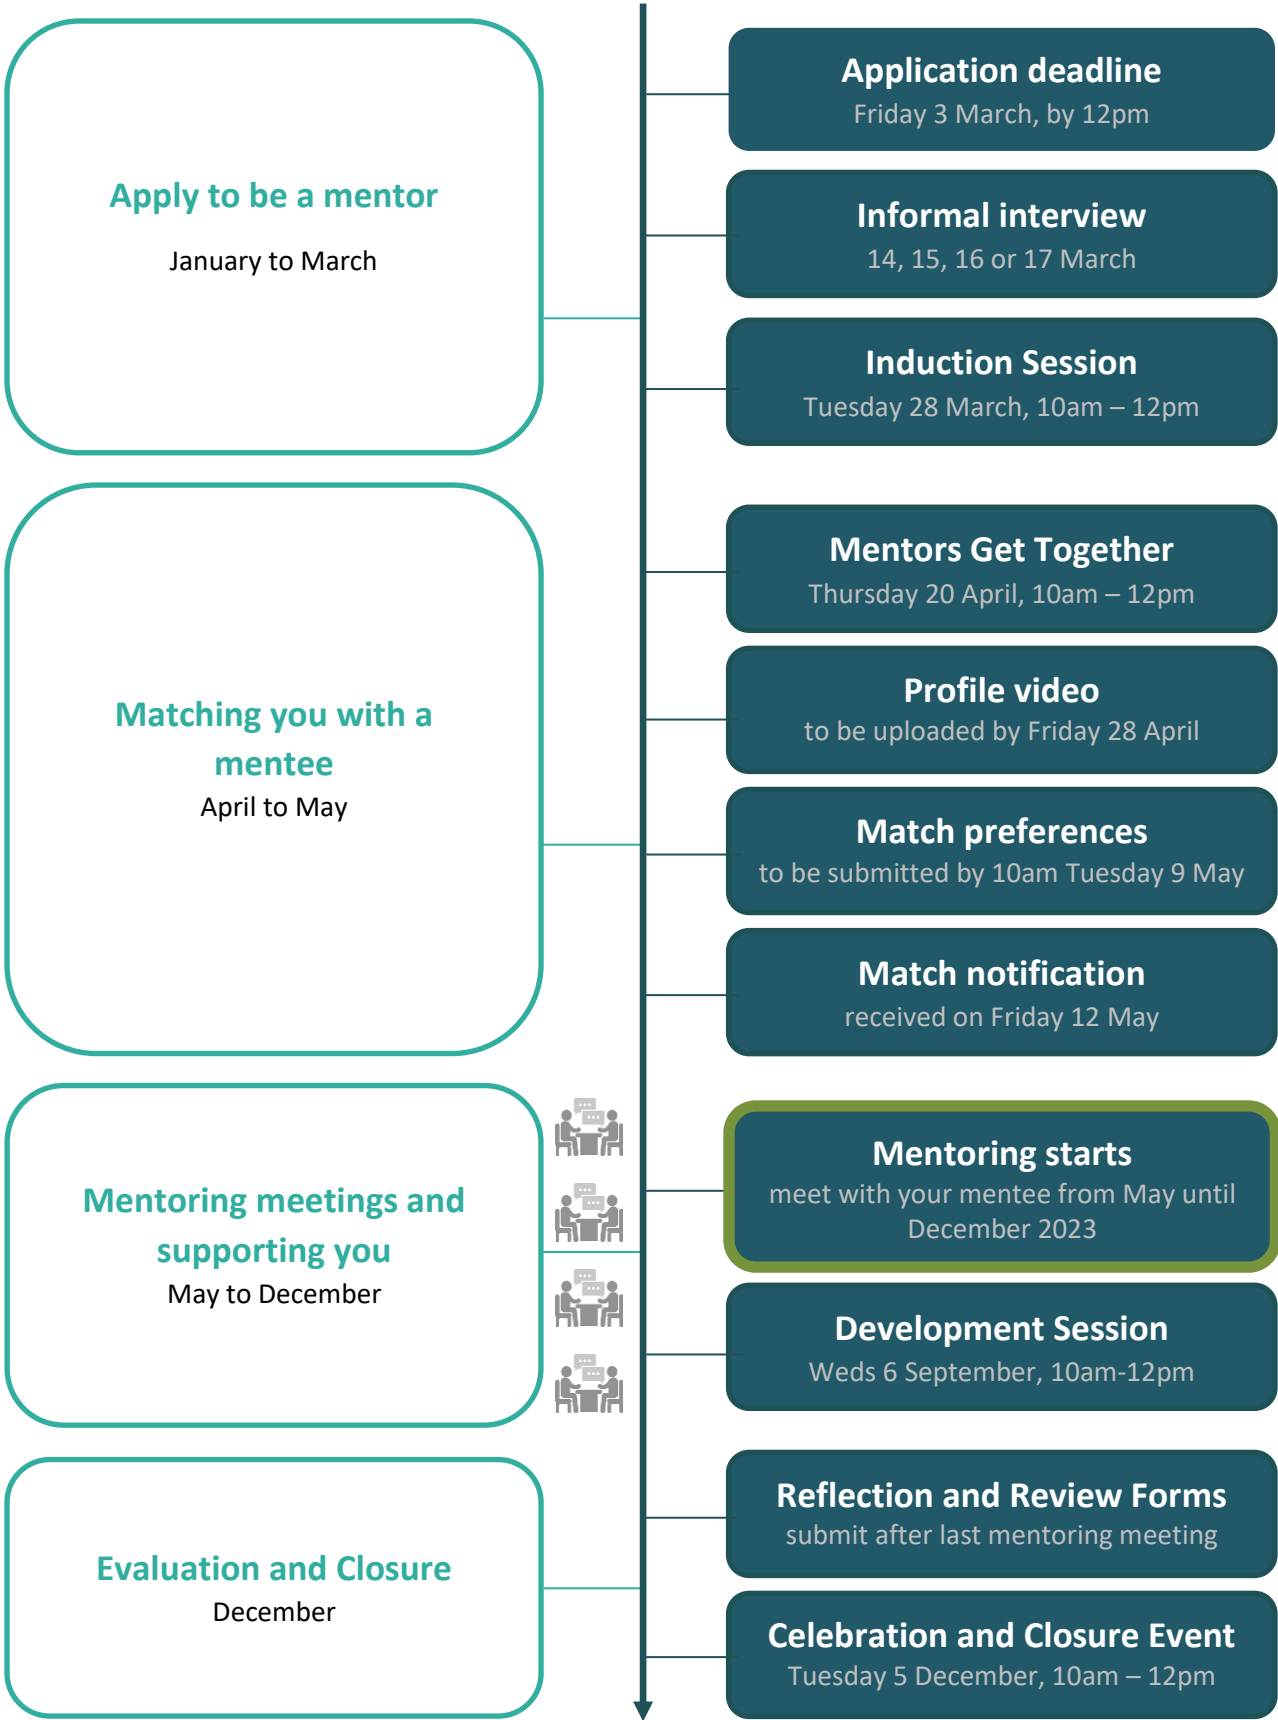 Apply to be a mentor
January to March
Application deadline
Friday 3 March, by 12pm
Informal interview
14, 15, 16 or 17 March
Induction Session
Tuesday 28 March, 10am – 12pm
Matching you with a
mentee
April to May
Mentors Get Together
Thursday 20 April, 10am – 12pm
Profile video
to be uploaded by Friday 28 April
Match preferences
to be submitted by 10am Tuesday 9 May
Match notification
received on Friday 12 May
Mentoring meetings and
supporting you
May to December
Mentoring starts
meet with your mentee from May until
December 2023
Development Session
Weds 6 September, 10am-12pm
Evaluation and Closure
December
Reflection and Review Forms
submit after last mentoring meeting
Celebration and Closure Event
Tuesday 5 December, 10am – 12pm